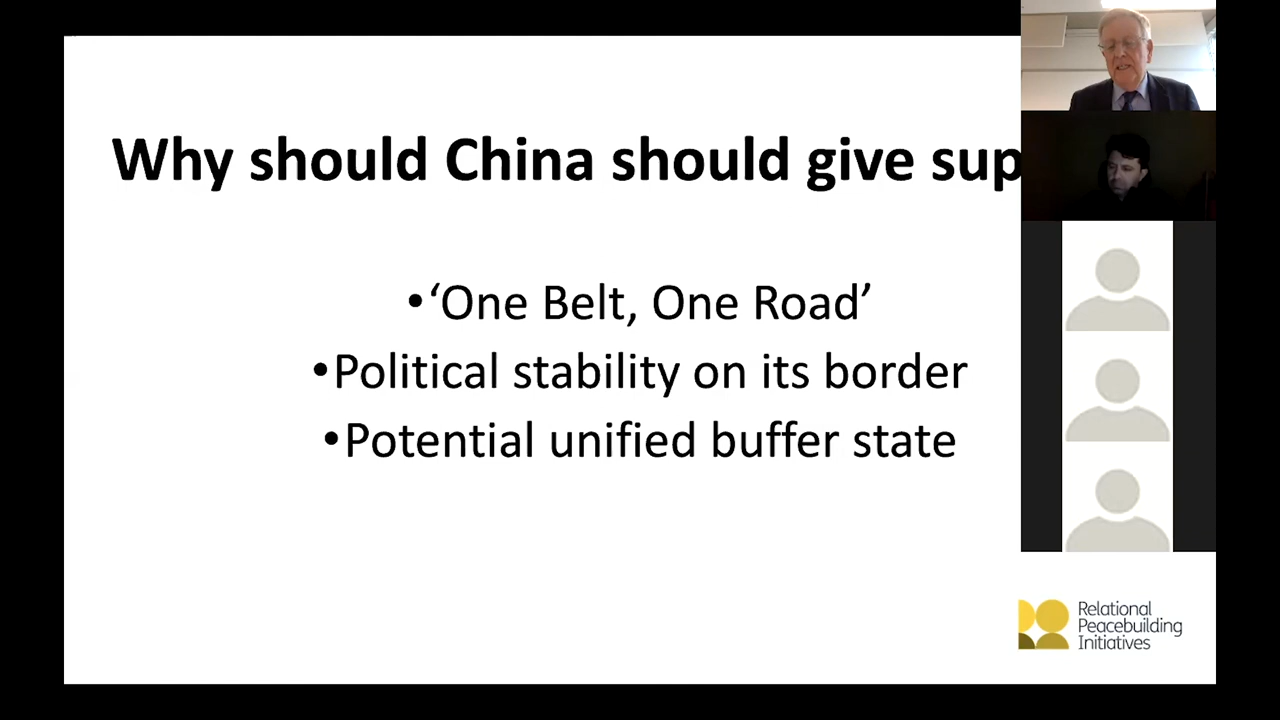 Why should China should give sup
•‘One Belt, One Road’
•Political stability on its border
•Potential unified buffer state
Relational
Peacebuilding
Initiatives